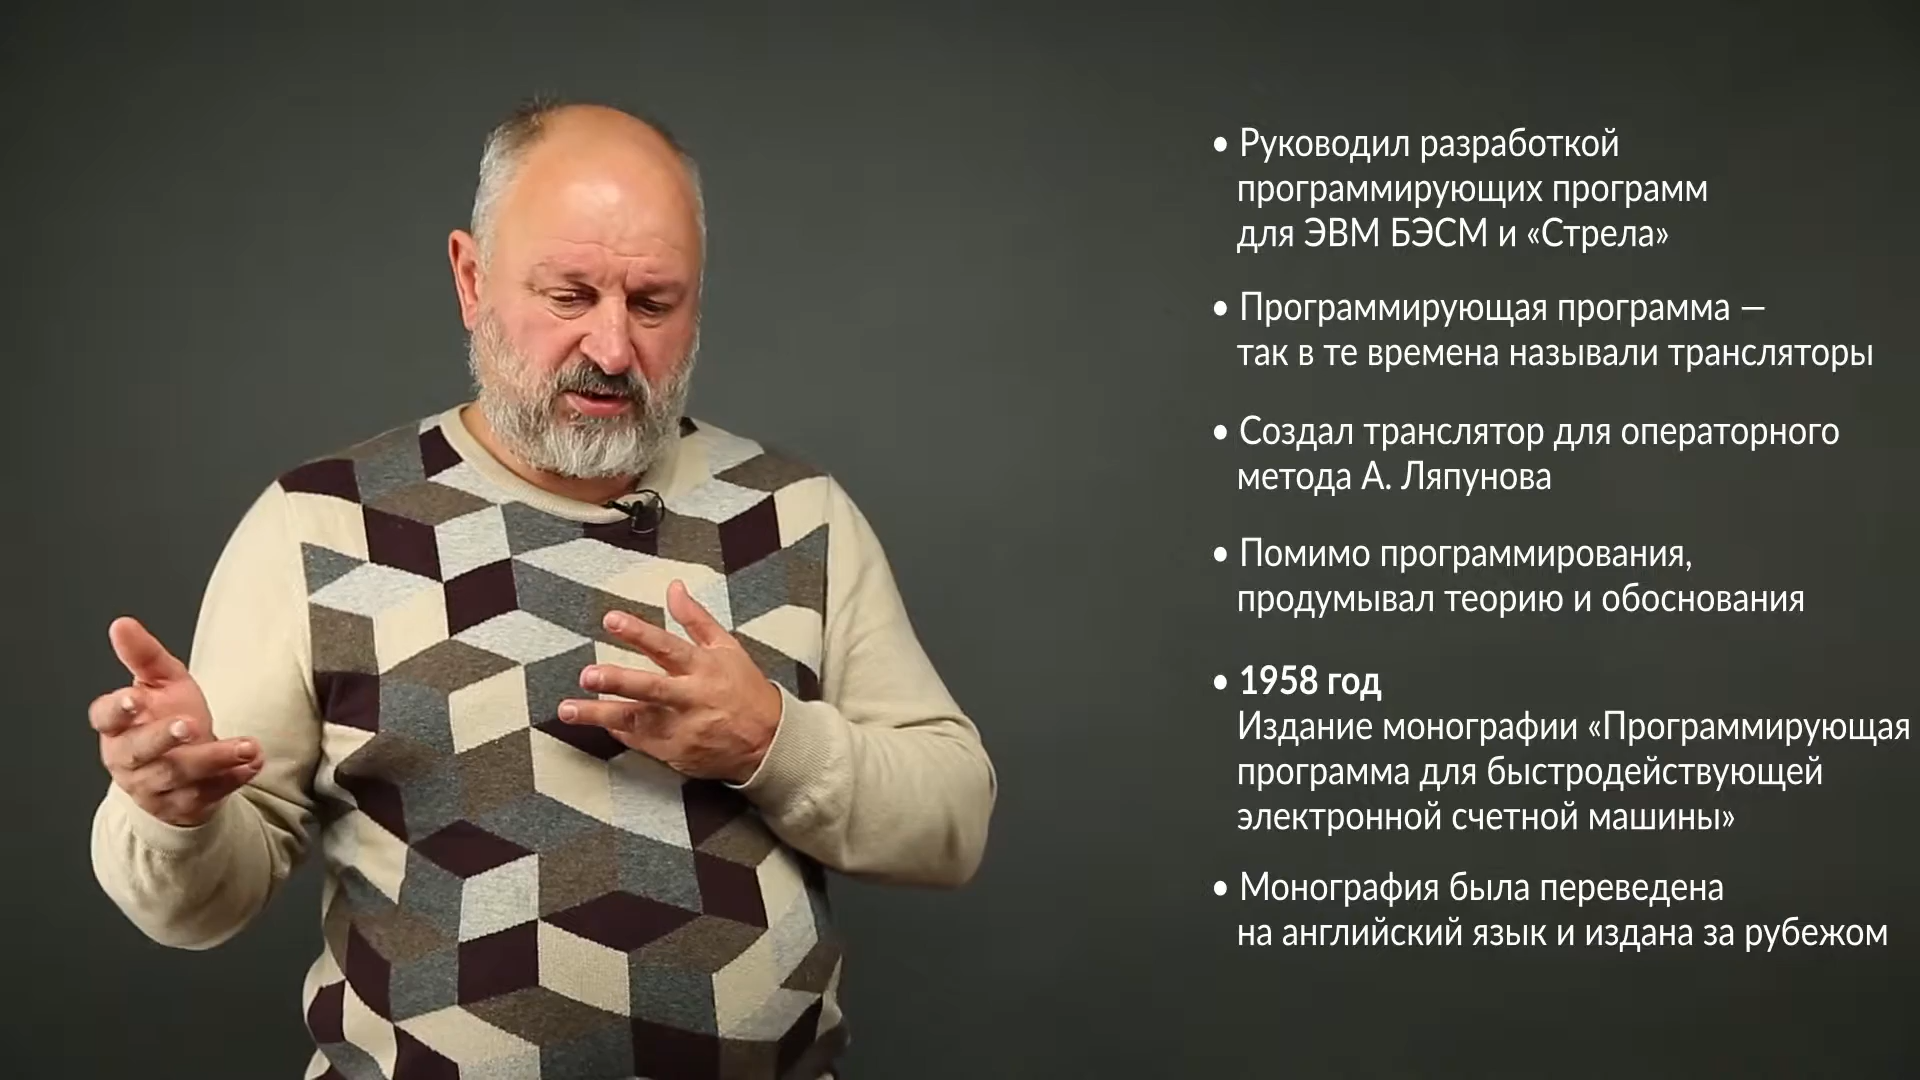 • Руководил разработкой
программирующих программ
для ЭВМ БЭСМ и «Стрела»
• Программирующая программа —
так в те времена называли трансляторы
• Создал транслятор для операторного
метода А. Ляпунова
• Помимо программирования,
продумывал теорию и обоснования
• 1958 год
Издание монографии «Программирующая
программа для быстродействующей
электронной счетной машины»
• Монография была переведена
на английский язык и издана за рубежом